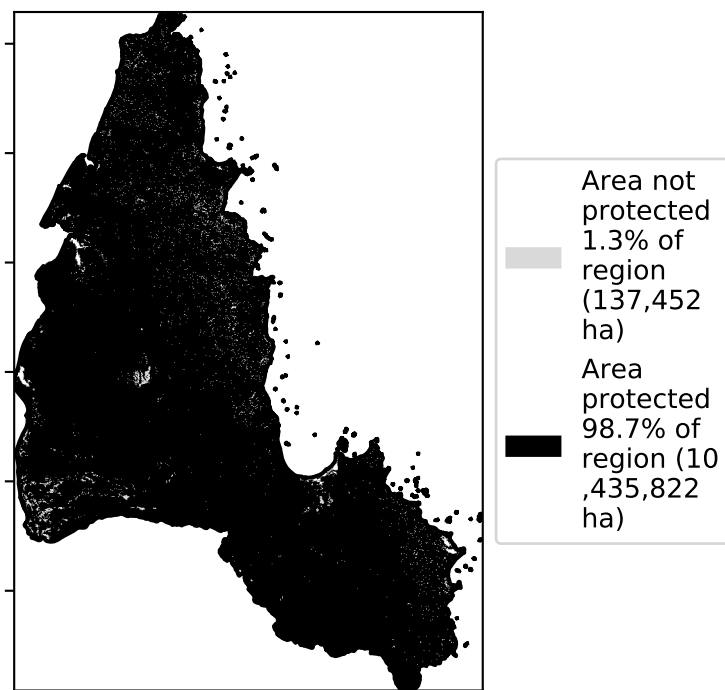 Area not
protected
1.3% of
region
(137,452
ha)
Area
protected
98.7% of
region (10
,435,822
ha)